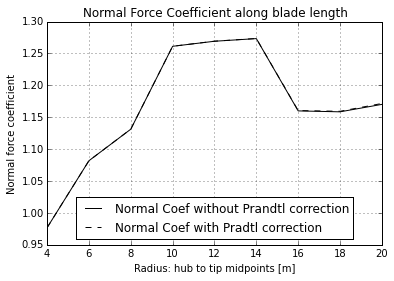 Normal Force Coefficient along blade length
1.30
1.25
1.20
1.15
1.10
1.05
1.00
0.95
Normal force coefficient
Normal Coef without Prandtl correction
Normal Coef with Pradtl correction
4 6 8 10 12 14 16 18 20
Radius: hub to tip midpoints [m]